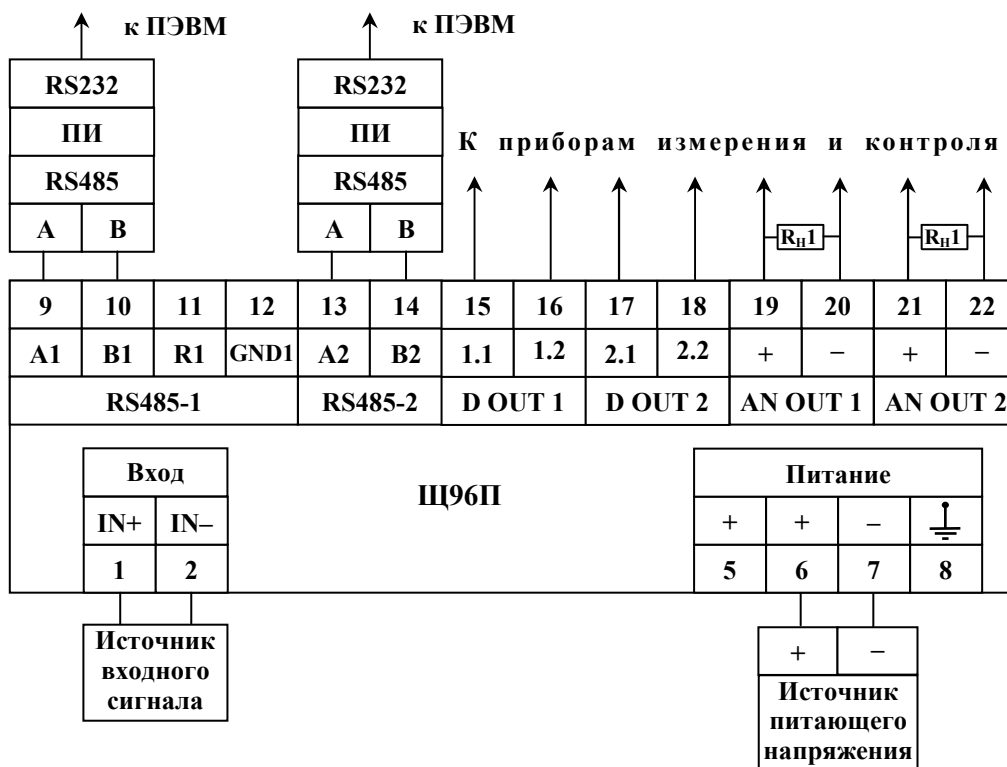 к ПЭВМ к ПЭВМ
RS232 RS232
ПИ ПИ
К приборам измерения и контроля
RS485 RS485
A B A B
RН1 RН1
9 10 11 12 13 14 15 16 17 18 19 20 21 22
A1 B1 R1 GND1 A2 B2 1.1 1.2 2.1 2.2 + – + –
RS485-1 RS485-2 D OUT 1 D OUT 2 AN OUT 1 AN OUT 2
Вход Щ96П Питание
IN+ IN– + + –
1 2 5 6 7 8
Источник
входного
сигнала
+ –
Источник
питающего
напряжения